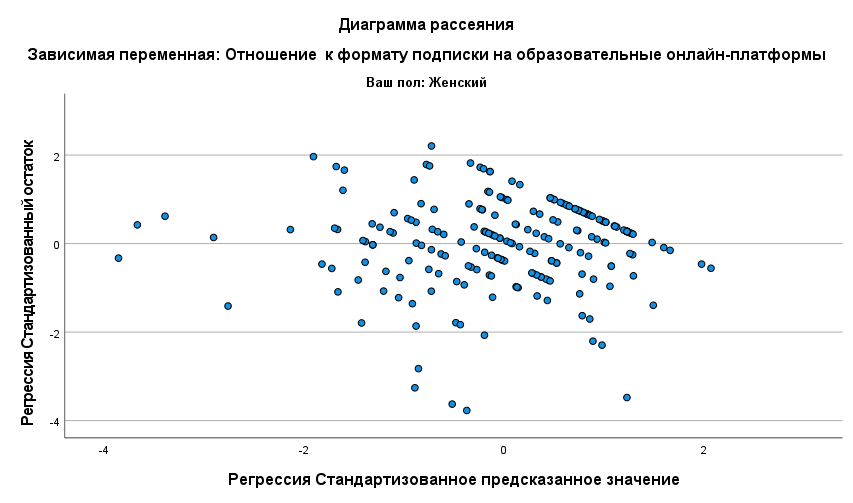 Диаграмма рассеяния
Зависимая переменная: Отношение к формату подписки на образовательные онлайн-платформы
Ваш пол: Женский
Регрессия Стандартизованный остаток
2
0
-2
-4
-4
-2
0
2
Регрессия Стандартизованное предсказанное значение